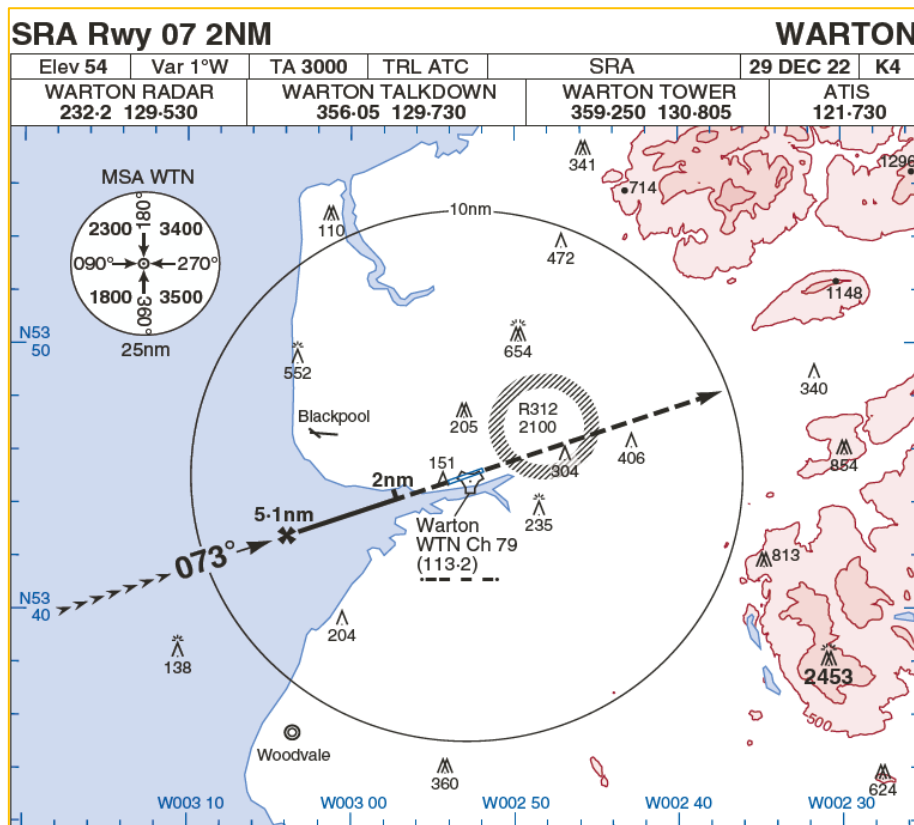 SRA Rwy 07 2NM
WARTON
Elev 54
Var 1°W
TA 3000
TRL ATC
SRA
29 DEC 22
K4
WARTON RADAR
232·2 129·530
WARTON TALKDOWN
356·05 129·730
WARTON TOWER
359·250 130·805
ATIS
121·730
MSA WTN
180°
2300
3400
090°
270°
1800
3500
360°
25nm
10nm
341
714
1296
110
472
1148
N53
50
654
552
340
R312
2100
Blackpool
205
406
304
854
151
2nm
5·1nm
235
Warton
WTN Ch 79
(113·2)
073°
813
N53
40
204
138
2453
500
Woodvale
360
624
W003 10
W003 00
W002 50
W002 40
W002 30